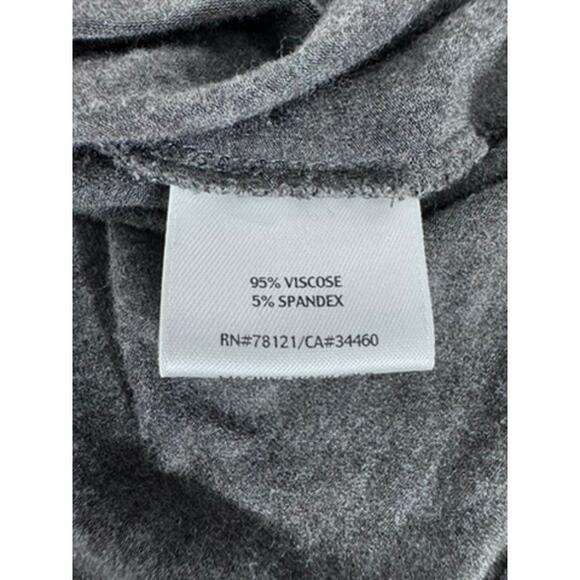 95% VISCOSE
5% SPANDEX
RN#78121/CA#34460